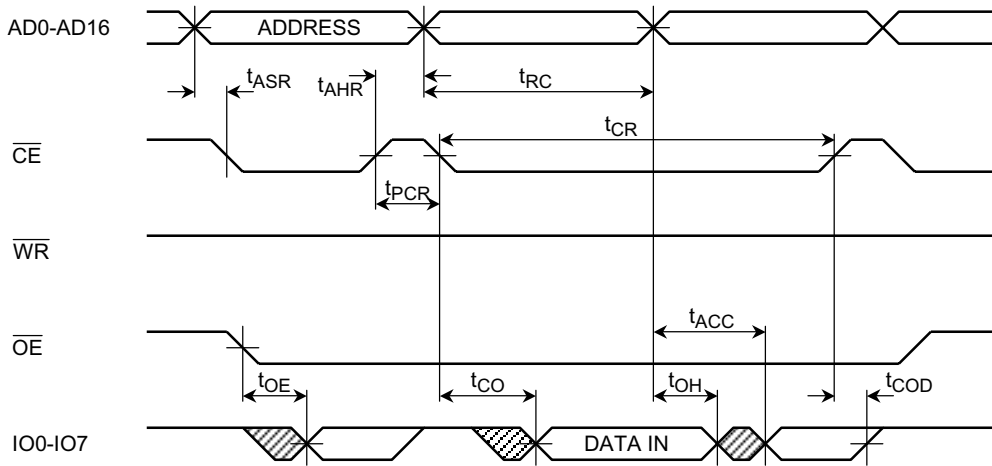 AD0-AD16
ADDRESS
tASR
tAHR
tRC
tCR
CE
tPCR
WR
tACC
OE
tOE
tCO
tOH
tCOD
IO0-IO7
DATA IN